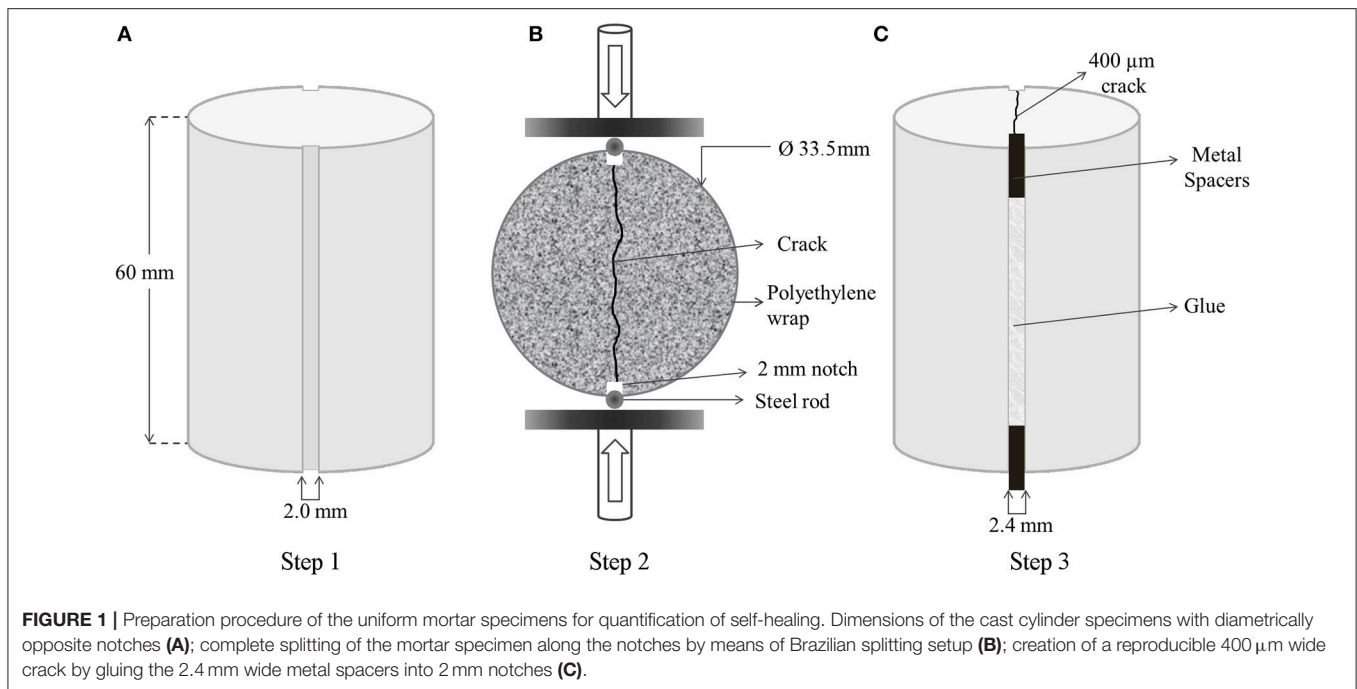 A
60 mm
2.0 mm
Step 1
B
Ø 33.5mm
Crack
Polyethylene
wrap
2 mm notch
Steel rod
Step 2
C
400 µm
crack
Metal
Spacers
Glue
2.4 mm
Step 3
FIGURE 1 | Preparation procedure of the uniform mortar specimens for quantification of self-healing. Dimensions of the cast cylinder specimens with diametrically
opposite notches (A); complete splitting of the mortar specimen along the notches by means of Brazilian splitting setup (B); creation of a reproducible 400 µm wide
crack by gluing the 2.4 mm wide metal spacers into 2 mm notches (C).